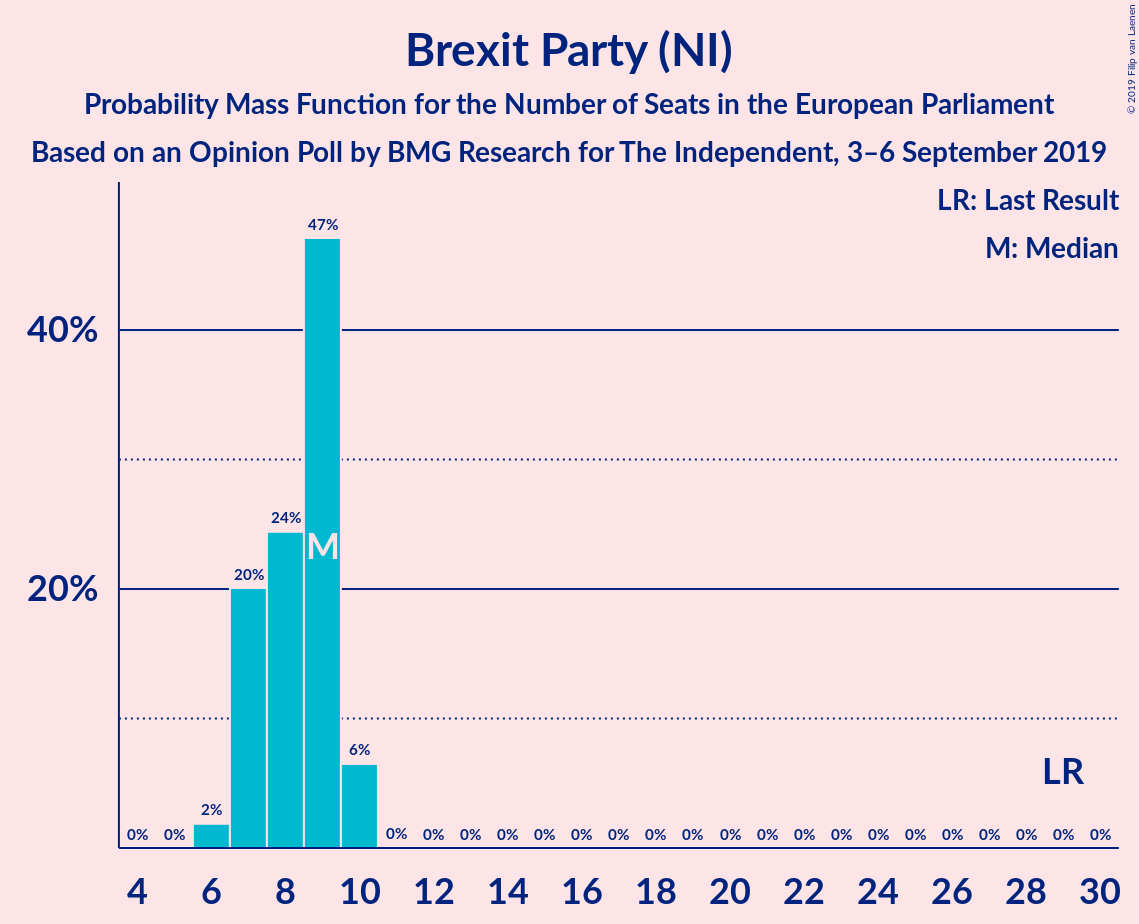 Brexit Party (NI)
Probability Mass Function for the Number of Seats in the European Parliament
Based on an Opinion Poll by BMG Research for The Independent, 3–6 September 2019
© 2019 Filip van Laenen
LR: Last Result
M: Median
47%
40%
24%
M
20%
20%
6%
LR
2%
0% 0% 0% 0% 0% 0% 0% 0% 0% 0% 0% 0% 0% 0% 0% 0% 0% 0% 0% 0% 0% 0%
4 6 8 10 12 14 16 18 20 22 24 26 28 30